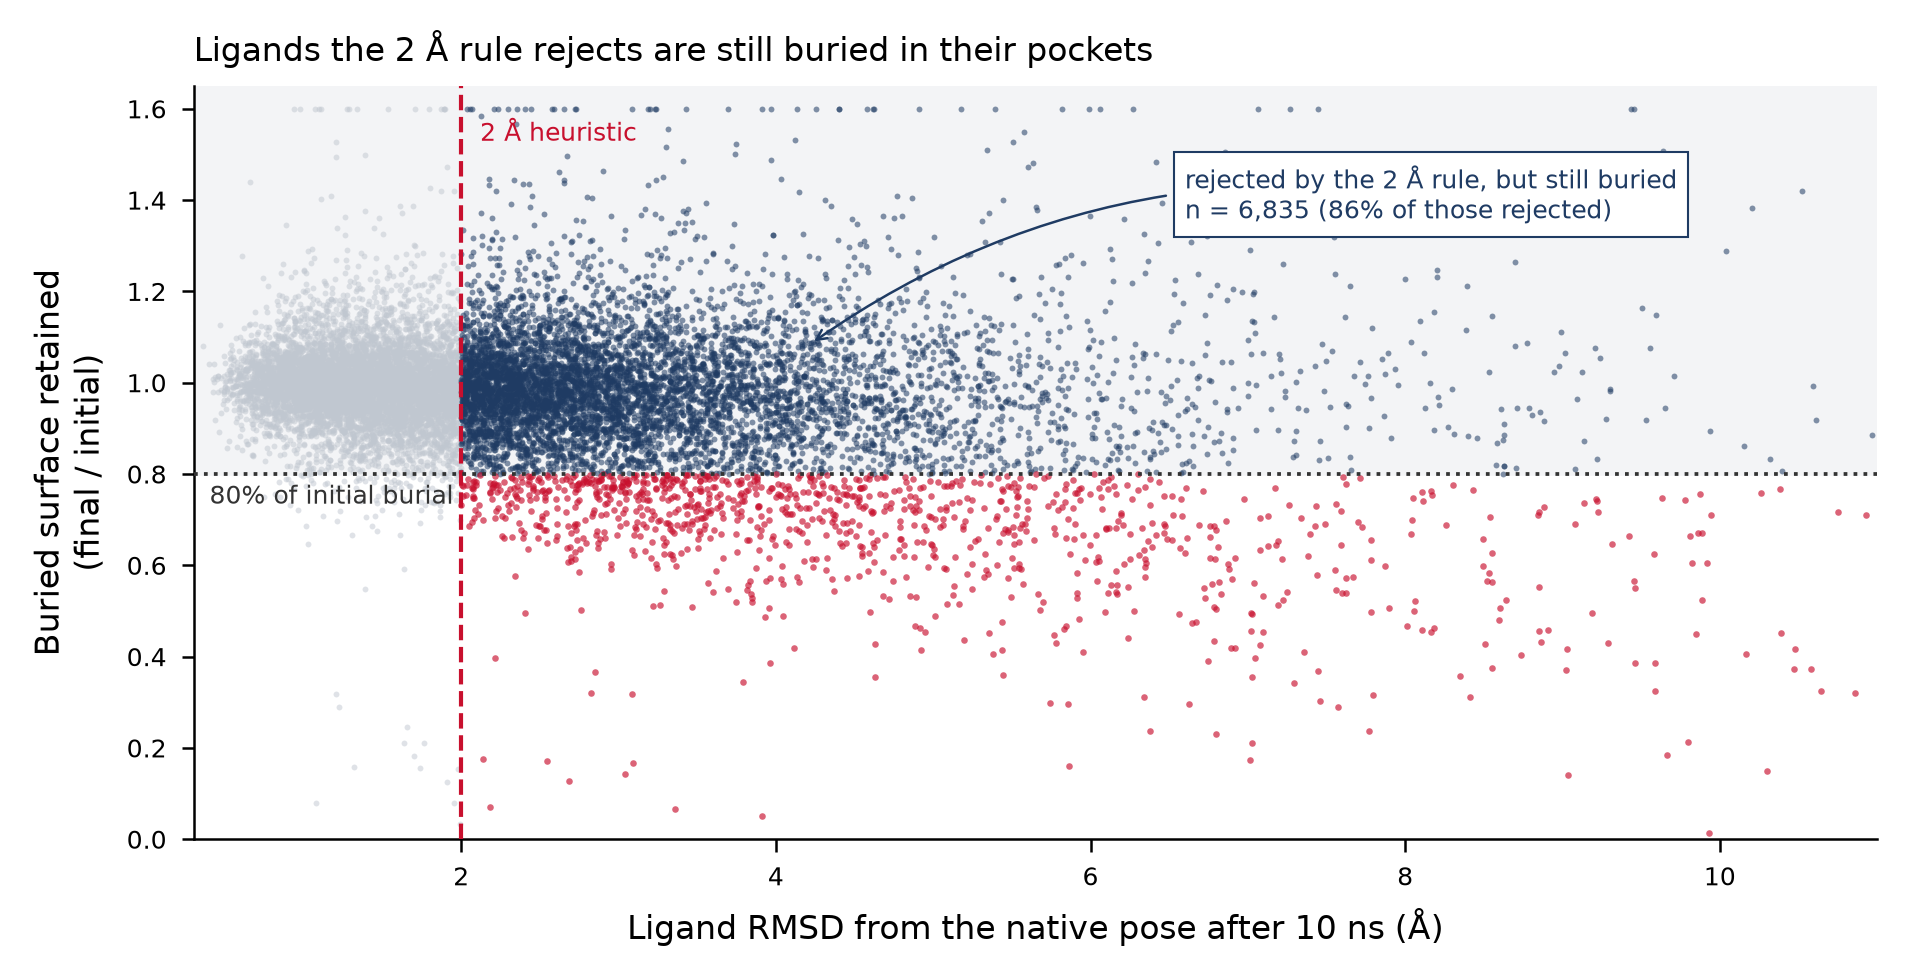 Ligands the 2 Å rule rejects are still buried in their pockets
1.6
1.4
1.2
1.0
0.8
0.6
0.4
0.2
0.0
Buried surface retained
(final / initial)
2 Å heuristic
rejected by the 2 Å rule, but still buried
n = 6,835 (86% of those rejected)
80% of initial burial
2
4
6
8
10
Ligand RMSD from the native pose after 10 ns (Å)